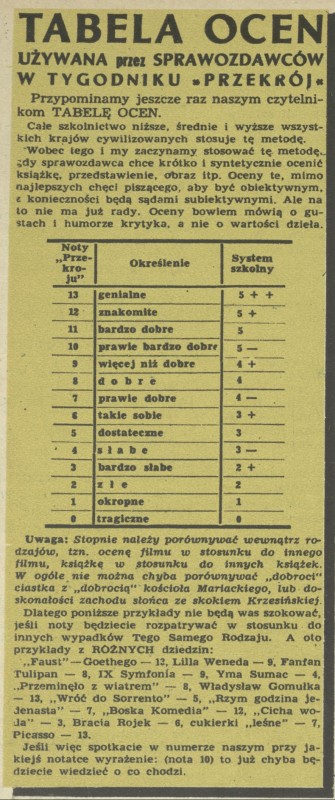 TABELA OCEN
UŻYWANA przez SPRAWOZDAWCÓW
W TYGODNIKU »PRZEKRÓJ«
Przypominamy jeszcze raz naszym czytelni-
kom TABELĘ OCEN.
Całe szkolnictwo niższe, średnie i wyższe wszyst-
kich krajów cywilizowanych stosuje tę metodę.
Wobec tego i my zaczynamy stosować tę metodę.
gdy sprawozdawca chce krótko i syntetycznie ocenić
książkę, przedstawienie, obraz itp. Oceny te, mimo
najlepszych chęci piszącego, aby być obiektywnym,
z konieczności będą sądami subiektywnymi. Ale na
to nie ma już rady. Oceny bowiem mówią o gu-
stach i humorze krytyka, a nie o wartości dzieła.
Noty „Prze-kro-ju" Określenie System szkolny
13 genialne 5 + +
12 znakomite 5 +
11 bardzo dobre 5
10 prawie bardzo dobre 5 —
9 więcej niż dobre 4 +
8 dobre 4
7 prawie dobre 4 —
6 takie sobie 3 +
5 dostateczne 3
4 słabe 3 —
3 bardzo słabe 2 +
2 złe 2
1 okropne 1
0 tragiczne 0
Uwaga: Stopnie należy porównywać wewnątrz ro-
dzajów, tzn. ocenę filmu w stosunku do innego
filmu, książkę w stosunku do innych książek.
W ogóle nie można chyba porównywać „dobroci"
ciastka z „dobrocią" kościoła Mariackiego, lub do-
skonałości zachodu słońca ze skokiem Krzesińskiej.
Dlatego poniższe przykłady nie będą was szokować,
jeśli noty będziecie rozpatrywać w stosunku do
innych wypadków Tego Samego Rodzaju. A oto
przykłady z RÓŻNYCH dziedzin:
„Faust"—Goethego — 13, Lilla Weneda — 9, Fanfan
Tulipan — 8, IX Symfonia — 9, Yma Sumac — 4,
„Przeminęło z wiatrem" — 8, Władysław Gomułka
— 13, „Wróć do Sorrento" — 5, „Rzym godzina je-
denasta" — 7, „Boska Komedia" — 12, „Cicha wo-
da" — 3, Bracia Rojek — 6, cukierki „leśne" — 7,
Picasso — 13.
Jeśli więc spotkacie w numerze naszym przy ja-
kiejś notatce wyrażenie: (nota 10) to już chyba bę-
dziecie wiedzieć o co chodzi.